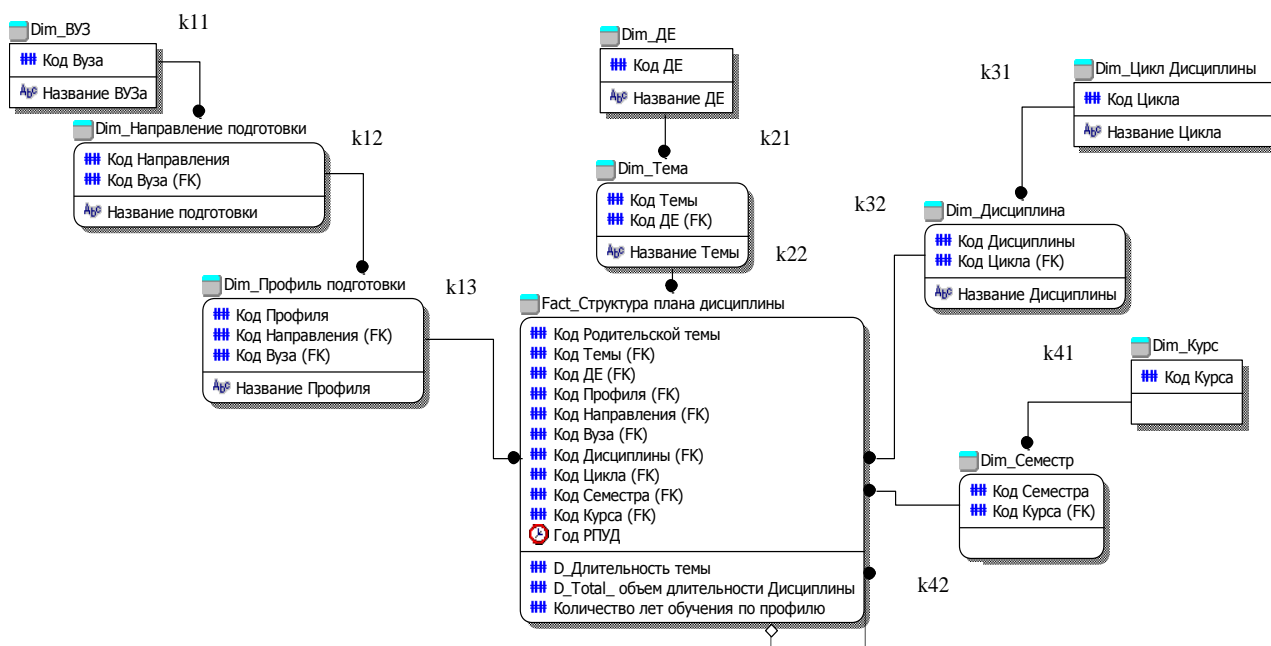 Dim_ВУЗ
k11
Код Вуза
Название ВУЗа
Dim_Направление подготовки
k12
Код Направления
Код Вуза (FK)
Название подготовки
Dim_Профиль подготовки
k13
Код Профиля
Код Направления (FK)
Код Вуза (FK)
Название Профиля
Dim_ДЕ
Код ДЕ
Название ДЕ
k21
Dim_Тема
Код Темы
Код ДЕ (FK)
Название Темы
k22
Fact_Структура плана дисциплины
Код Родительской темы
Код Темы (FK)
Код ДЕ (FK)
Код Профиля (FK)
Код Направления (FK)
Код Вуза (FK)
Код Дисциплины (FK)
Код Цикла (FK)
Код Семестра (FK)
Код Курса (FK)
Год РПУД
D_Длительность темы
D_Total_ объем длительности Дисциплины
Количество лет обучения по профилю
k31
Dim_Цикл Дисциплины
Код Цикла
Название Цикла
k32
Dim_Дисциплина
Код Дисциплины
Код Цикла (FK)
Название Дисциплины
k41
Dim_Курс
Код Курса
Dim_Семестр
Код Семестра
Код Курса (FK)
k42